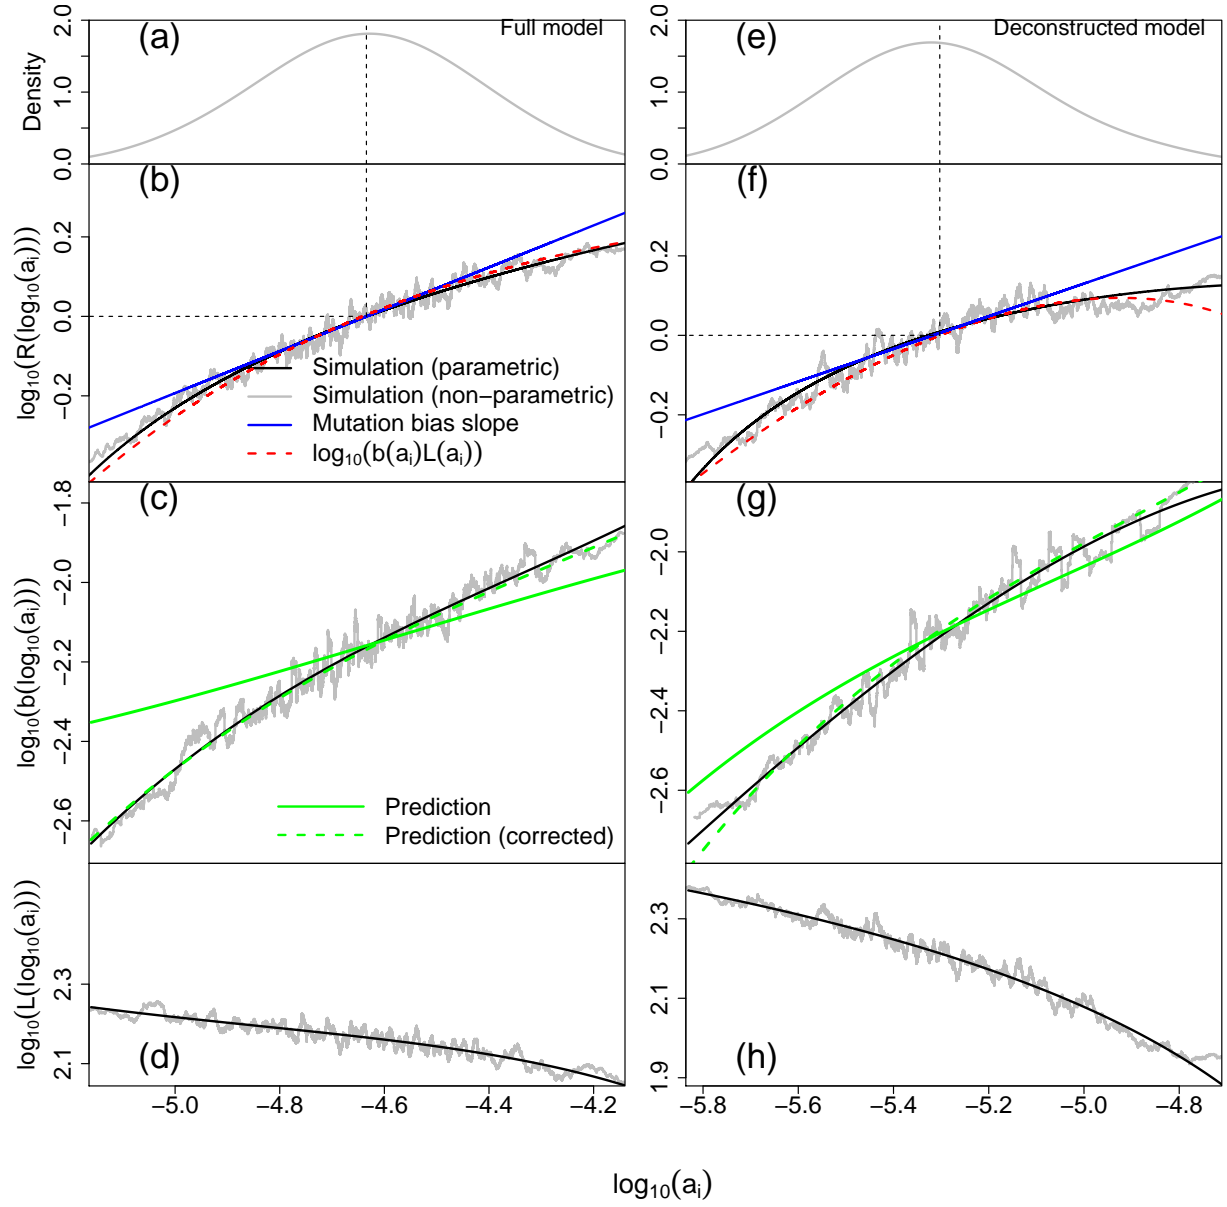 (a)
Full model
Density
0.0
1.0
2.0
(e)
Deconstructed model
0.0
1.0
2.0
(b)
log₁₀(R(log₁₀(aᵢ)))
−0.2
0.0
0.2
Simulation (parametric)
Simulation (non−parametric)
Mutation bias slope
log₁₀(b(aᵢ)L(aᵢ))
(f)
−0.2
0.0
0.2
(c)
log₁₀(b(log₁₀(aᵢ)))
−2.6
−2.4
−2.2
−2.0
−1.8
Prediction
Prediction (corrected)
(g)
−2.6
−2.4
−2.2
−2.0
(d)
log₁₀(L(log₁₀(aᵢ)))
2.1
2.3
(h)
1.9
2.1
2.3
−5.0 −4.8 −4.6 −4.4 −4.2
−5.8 −5.6 −5.4 −5.2 −5.0 −4.8
log₁₀(aᵢ)